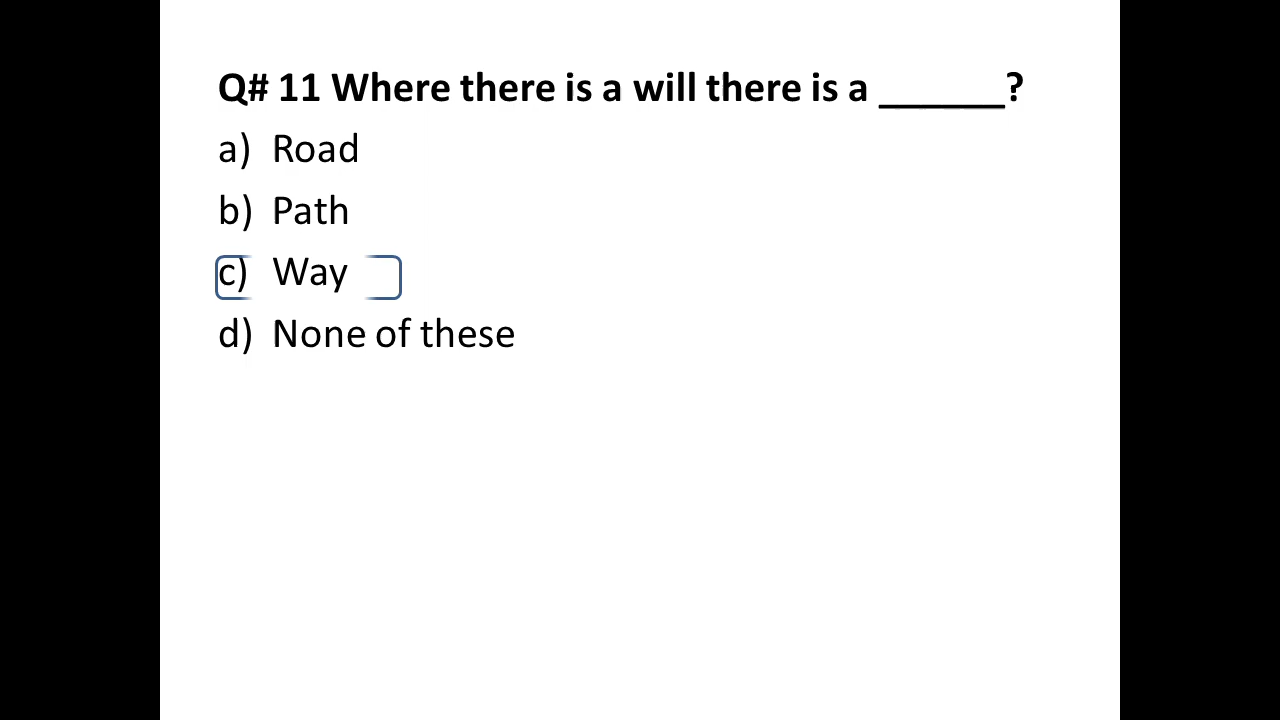 Q# 11 Where there is a will there is a ______?
a) Road
b) Path
c) Way
d) None of these